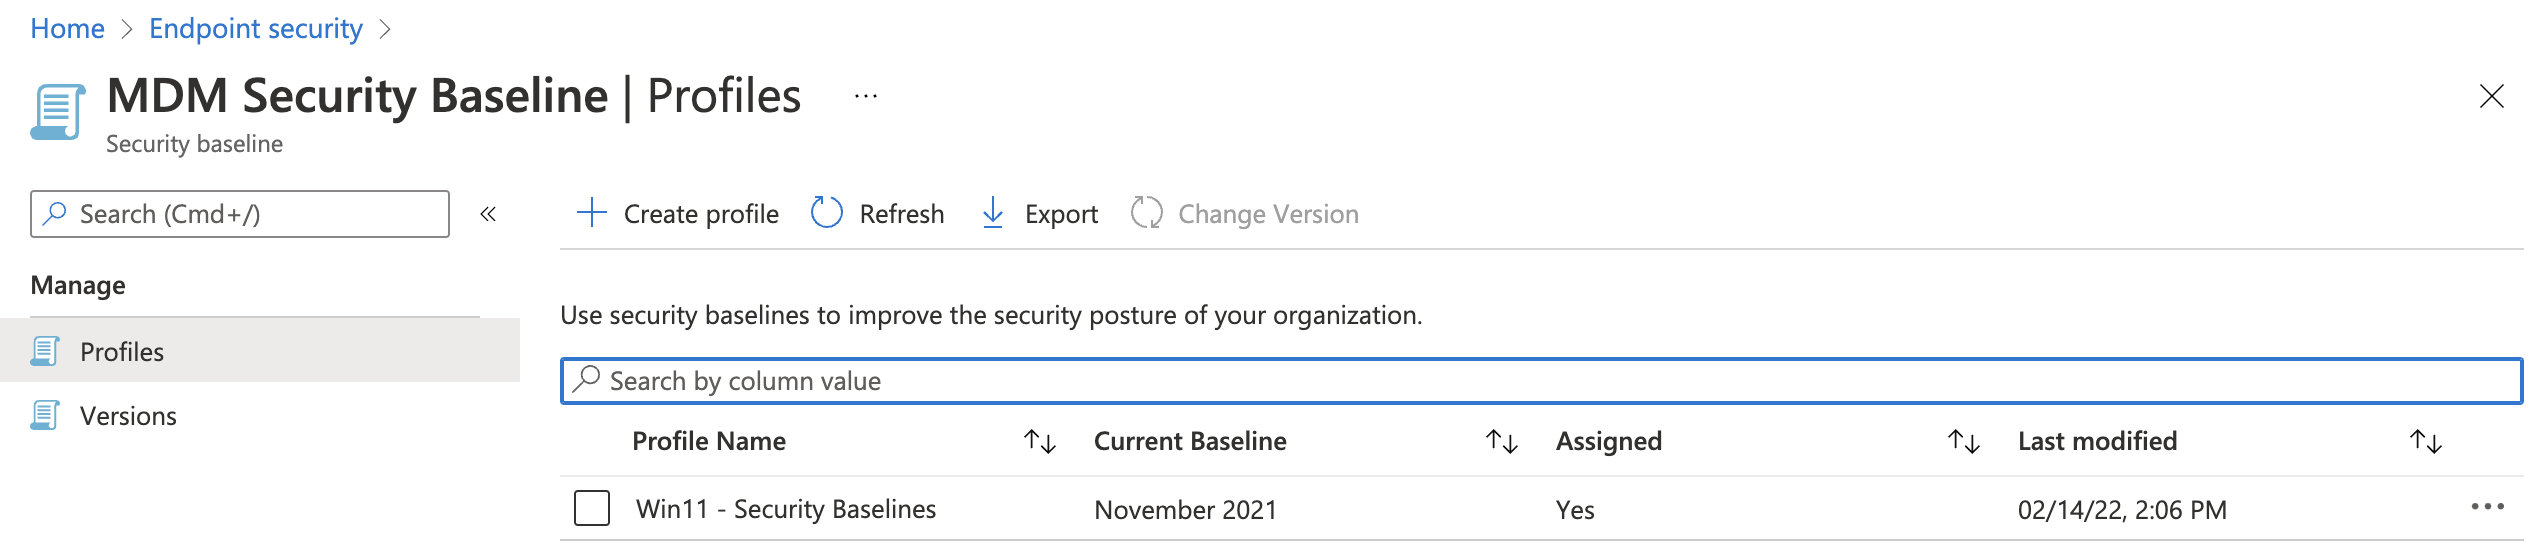 Home > Endpoint security >
MDM Security Baseline | Profiles ...
Security baseline
Search (Cmd+/) «
Create profile Refresh Export Change Version
Manage
Profiles
Versions
Use security baselines to improve the security posture of your organization.
Search by column value
Profile Name ↑↓ Current Baseline ↑↓ Assigned ↑↓ Last modified ↑↓
Win11 - Security Baselines November 2021 Yes 02/14/22, 2:06 PM ...